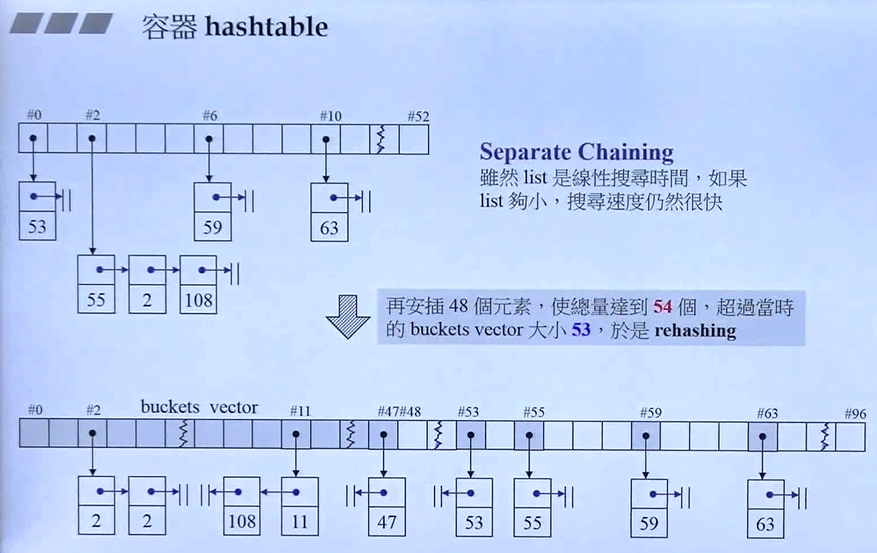 容器 hashtable
#0 #2 #6 #10 #52
Separate Chaining
雖然 list 是線性搜尋時間，如果
list 夠小，搜尋速度仍然很快
53 59 63
55 2 108
再安插 48 個元素，使總量達到 54 個，超過當時
的 buckets vector 大小 53，於是 rehashing
buckets vector
#0 #2 #11 #47 #48 #53 #55 #59 #63 #96
2 2 108 11 47 53 55 59 63